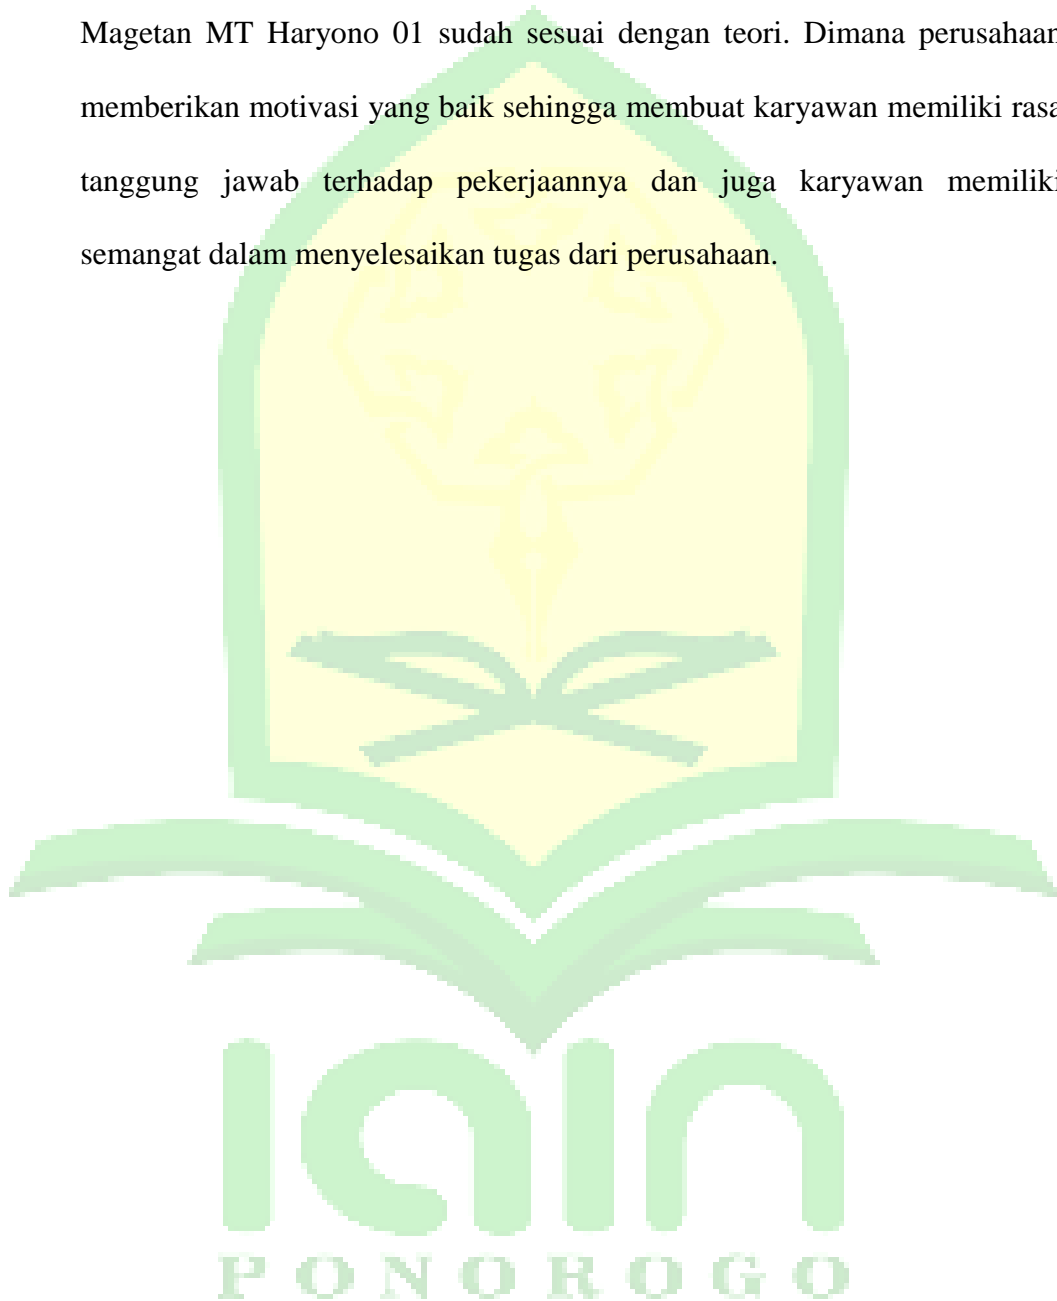 Magetan MT Haryono 01 sudah sesuai dengan teori. Dimana perusahaan
memberikan motivasi yang baik sehingga membuat karyawan memiliki rasa
tanggung jawab terhadap pekerjaannya dan juga karyawan memiliki
semangat dalam menyelesaikan tugas dari perusahaan.
iain
PONOROGO